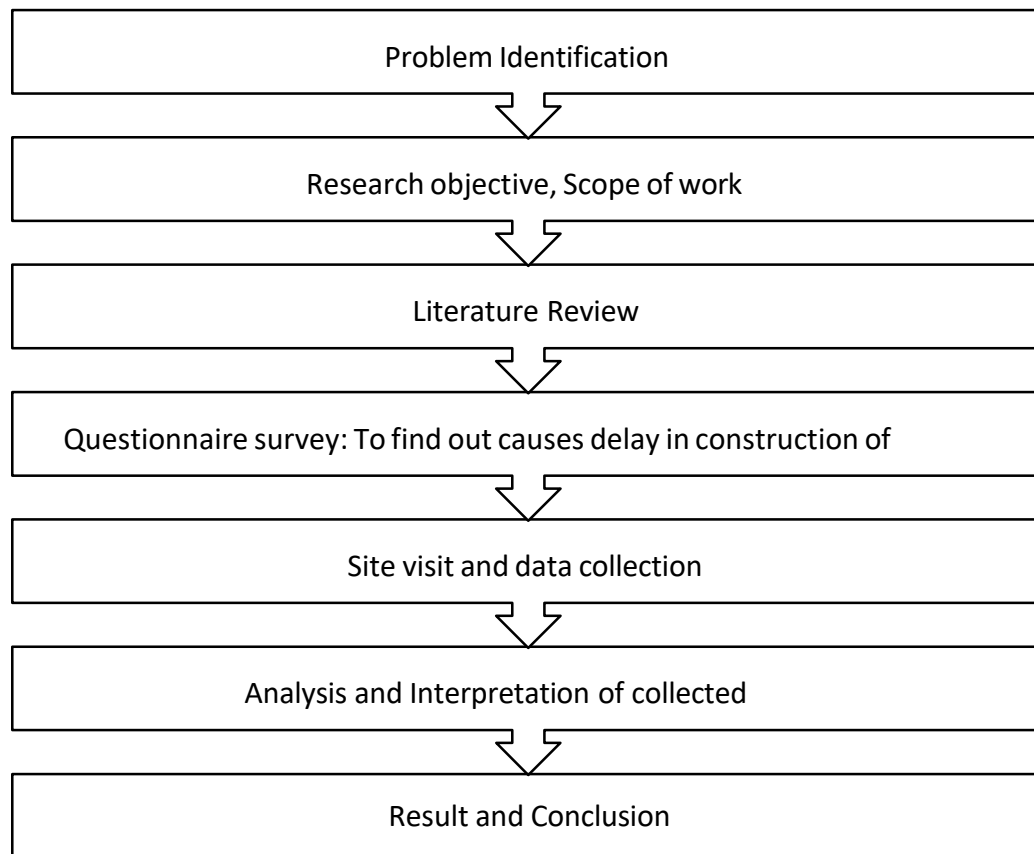 Problem Identification
Research objective, Scope of work
Literature Review
Questionnaire survey: To find out causes delay in construction of
Site visit and data collection
Analysis and Interpretation of collected
Result and Conclusion